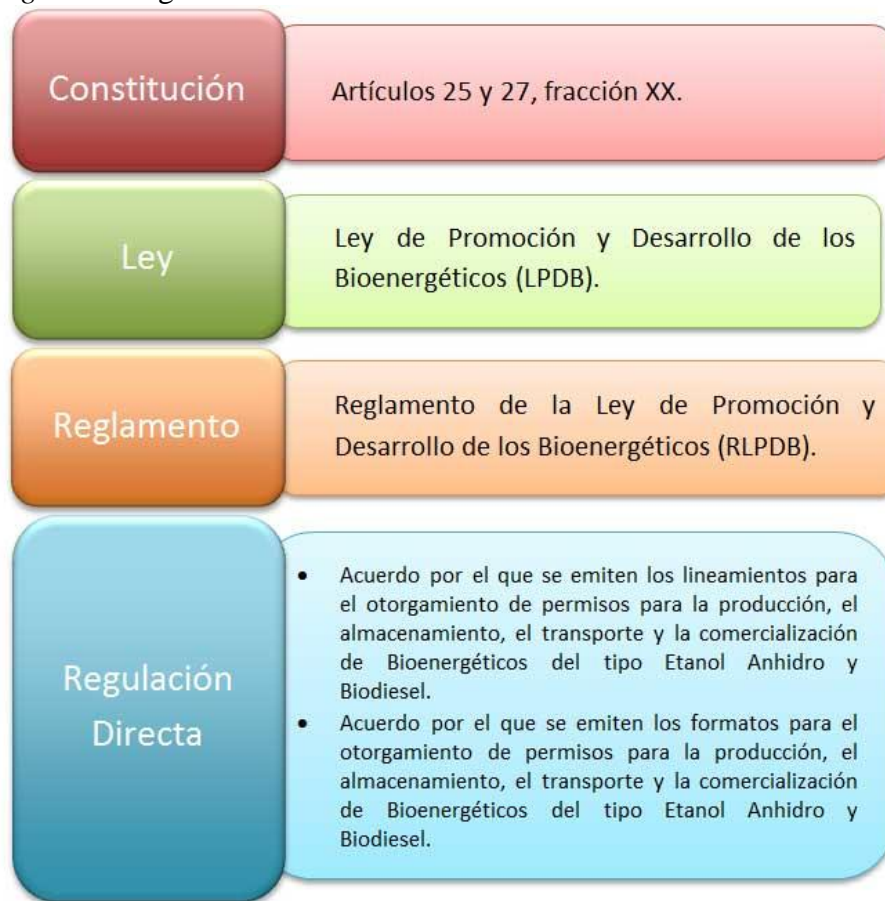 Constitución
Artículos 25 y 27, fracción XX.
Ley
Ley de Promoción y Desarrollo de los
Bioenergéticos (LPDB).
Reglamento
Reglamento de la Ley de Promoción y
Desarrollo de los Bioenergéticos (RLPDB).
Regulación
Directa
• Acuerdo por el que se emiten los lineamientos para
el otorgamiento de permisos para la producción, el
almacenamiento, el transporte y la comercialización
de Bioenergéticos del tipo Etanol Anhidro y
Biodiesel.
• Acuerdo por el que se emiten los formatos para el
otorgamiento de permisos para la producción, el
almacenamiento, el transporte y la comercialización
de Bioenergéticos del tipo Etanol Anhidro y
Biodiesel.